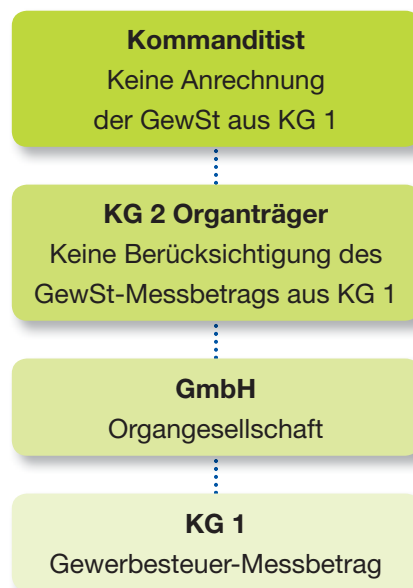 Kommanditist
Keine Anrechnung
der GewSt aus KG 1
KG 2 Organträger
Keine Berücksichtigung des
GewSt-Messbetrags aus KG 1
GmbH
Organgesellschaft
KG 1
Gewerbesteuer-Messbetrag